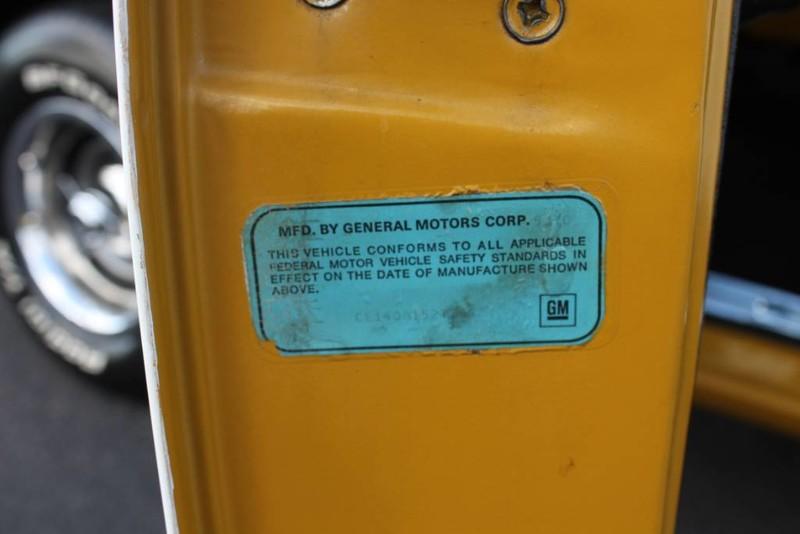 MFD. BY GENERAL MOTORS CORP.
THIS VEHICLE CONFORMS TO ALL APPLICABLE
FEDERAL MOTOR VEHICLE SAFETY STANDARDS IN
EFFECT ON THE DATE OF MANUFACTURE SHOWN
ABOVE.
GM